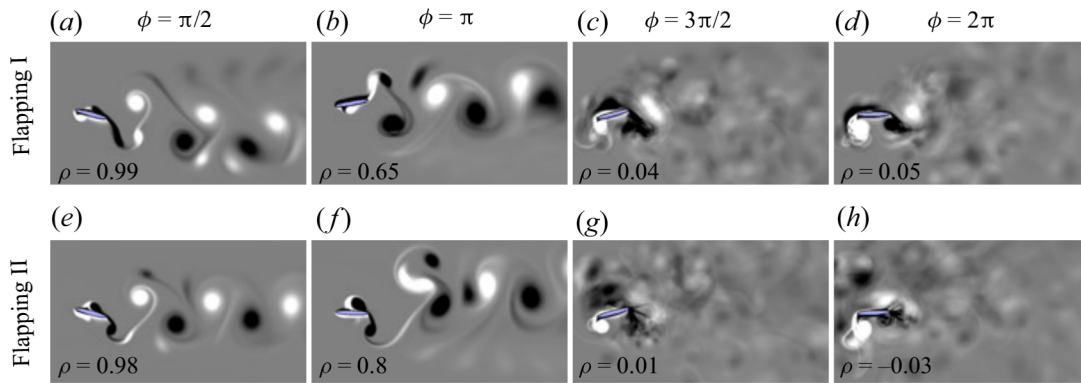 (a) ϕ = π/2 (b) ϕ = π (c) ϕ = 3π/2 (d) ϕ = 2π
Flapping I
ρ = 0.99 ρ = 0.65 ρ = 0.04 ρ = 0.05
(e) (f) (g) (h)
Flapping II
ρ = 0.98 ρ = 0.8 ρ = 0.01 ρ = –0.03